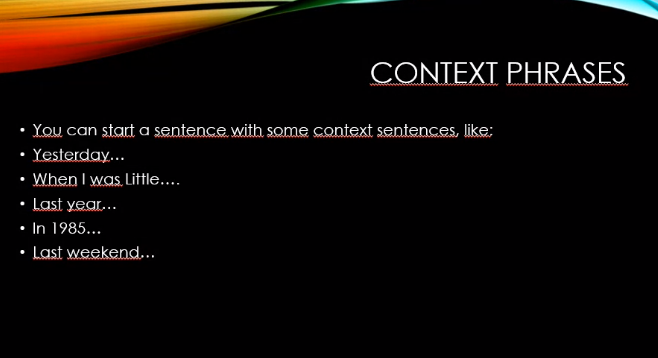 CONTEXT PHRASES
• You can start a sentence with some context sentences, like:
• Yesterday…
• When I was Little….
• Last year…
• In 1985…
• Last weekend…